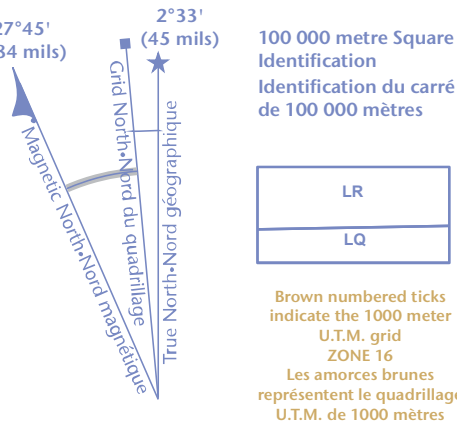 27°45'
34 mils)
2°33'
(45 mils)
Magnetic North•Nord magnétique
Grid North•Nord du quadrillage
True North•Nord géographique
100 000 metre Square
Identification
Identification du carré
de 100 000 mètres
LR
LQ
Brown numbered ticks
indicate the 1000 meter
U.T.M. grid
ZONE 16
Les amorces brunes
représentent le quadrillage
U.T.M. de 1000 mètres